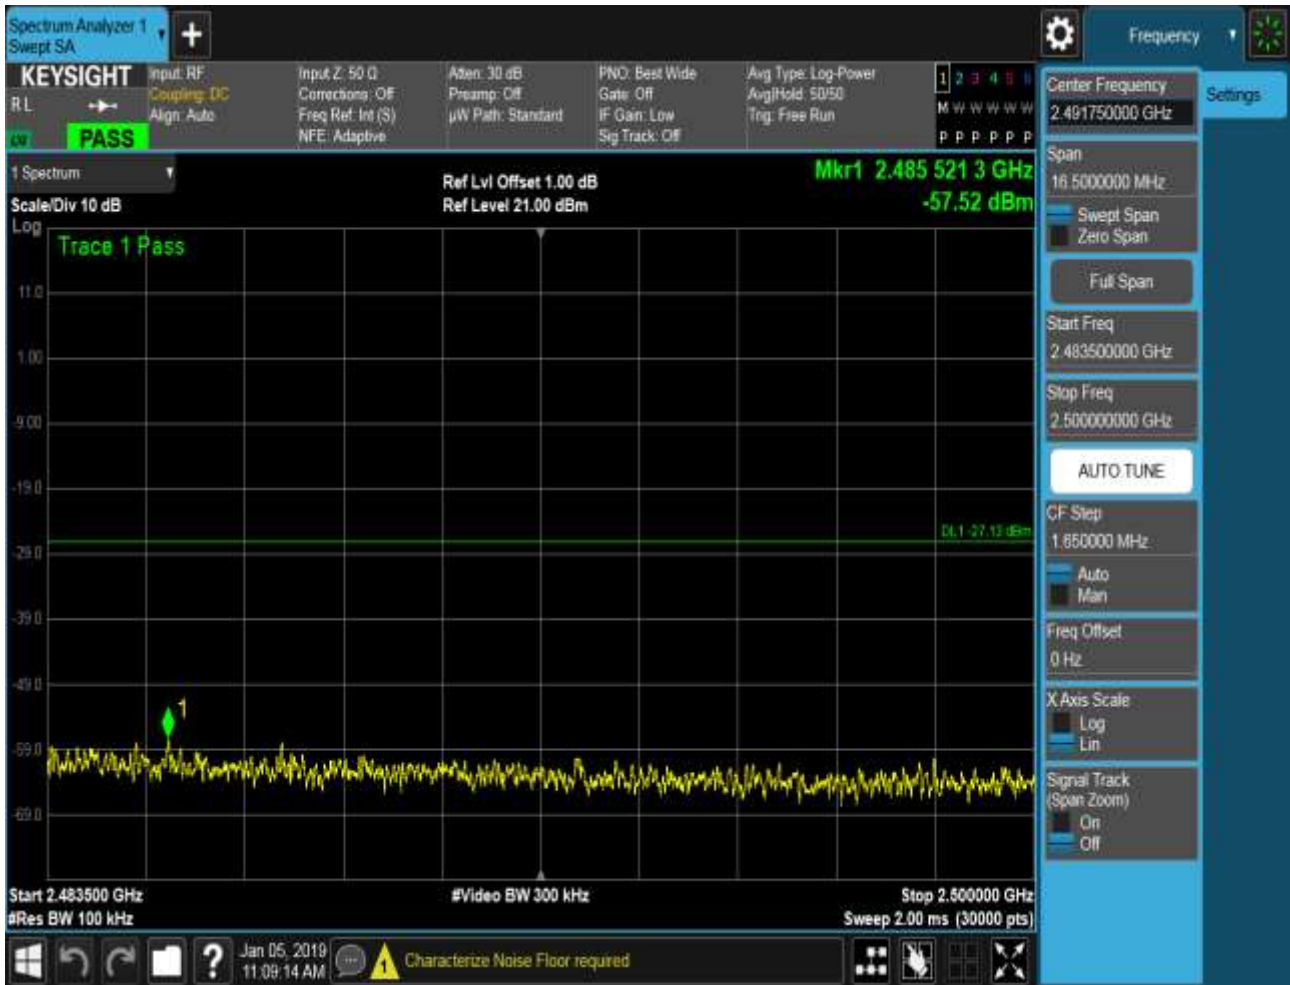 Spectrum Analyzer 1
Swept SA
Frequency
KEYSIGHT
RL
PASS
Input: RF
Coupling: DC
Align: Auto
Input Z: 50 Ω
Corrections: Off
Freq Ref: Int (S)
NFE: Adaptive
Atten: 30 dB
Preamp: Off
µW Path: Standard
PNO: Best Wide
Gate: Off
IF Gain: Low
Sig Track: Off
Avg Type: Log-Power
Avg|Hold: 50/50
Trig: Free Run
1 2 3 4 5 6
M W W W W W
P P P P P P
1 Spectrum
Scale/Div 10 dB
Log
Ref Lvl Offset 1.00 dB
Ref Level 21.00 dBm
Mkr1 2.485 521 3 GHz
-57.52 dBm
Trace 1 Pass
11.0
1.00
-9.00
-19.0
DL1 -27.13 dBm
-29.0
-39.0
-49.0
1
-59.0
-69.0
Start 2.483500 GHz
#Res BW 100 kHz
#Video BW 300 kHz
Stop 2.500000 GHz
Sweep 2.00 ms (30000 pts)
Jan 05, 2019
11:09:14 AM
?
1
Characterize Noise Floor required
Center Frequency
2.491750000 GHz
Settings
Span
16.5000000 MHz
Swept Span
Zero Span
Full Span
Start Freq
2.483500000 GHz
Stop Freq
2.500000000 GHz
AUTO TUNE
CF Step
1.650000 MHz
Auto
Man
Freq Offset
0 Hz
X Axis Scale
Log
Lin
Signal Track
(Span Zoom)
On
Off